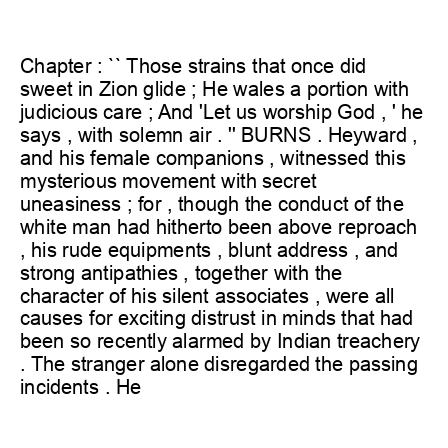 Chapter : `` Those strains that once did
sweet in Zion glide ; He wales a portion with
judicious care ; And 'Let us worship God , ' he
says , with solemn air . '' BURNS . Heyward ,
and his female companions , witnessed this
mysterious movement with secret
uneasiness ; for , though the conduct of the
white man had hitherto been above reproach
, his rude equipments , blunt address , and
strong antipathies , together with the
character of his silent associates , were all
causes for exciting distrust in minds that had
been so recently alarmed by Indian treachery
. The stranger alone disregarded the passing
incidents . He